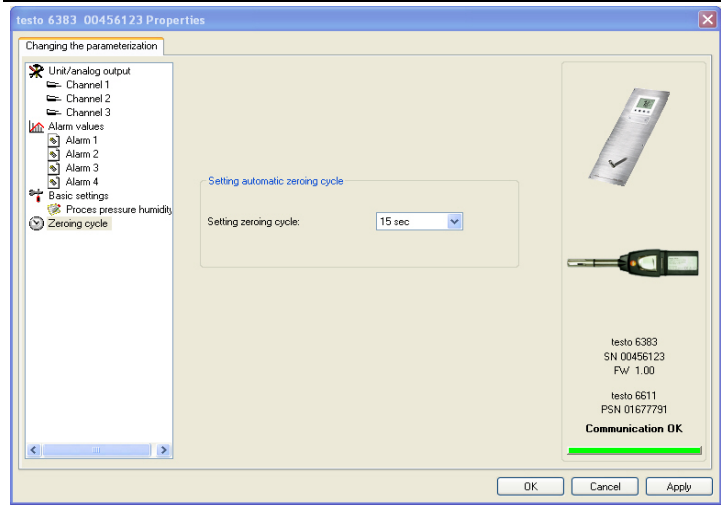 testo 6383 00456123 Properties
Changing the parameterization
Unit/analog output
Channel 1
Channel 2
Channel 3
Alarm values
Alarm 1
Alarm 2
Alarm 3
Alarm 4
Basic settings
Proces pressure humidity
Zeroing cycle
Setting automatic zeroing cycle
Setting zeroing cycle:
15 sec
testo 6383
SN 00456123
FW 1.00
testo 6611
PSN 01677791
Communication OK
OK
Cancel
Apply